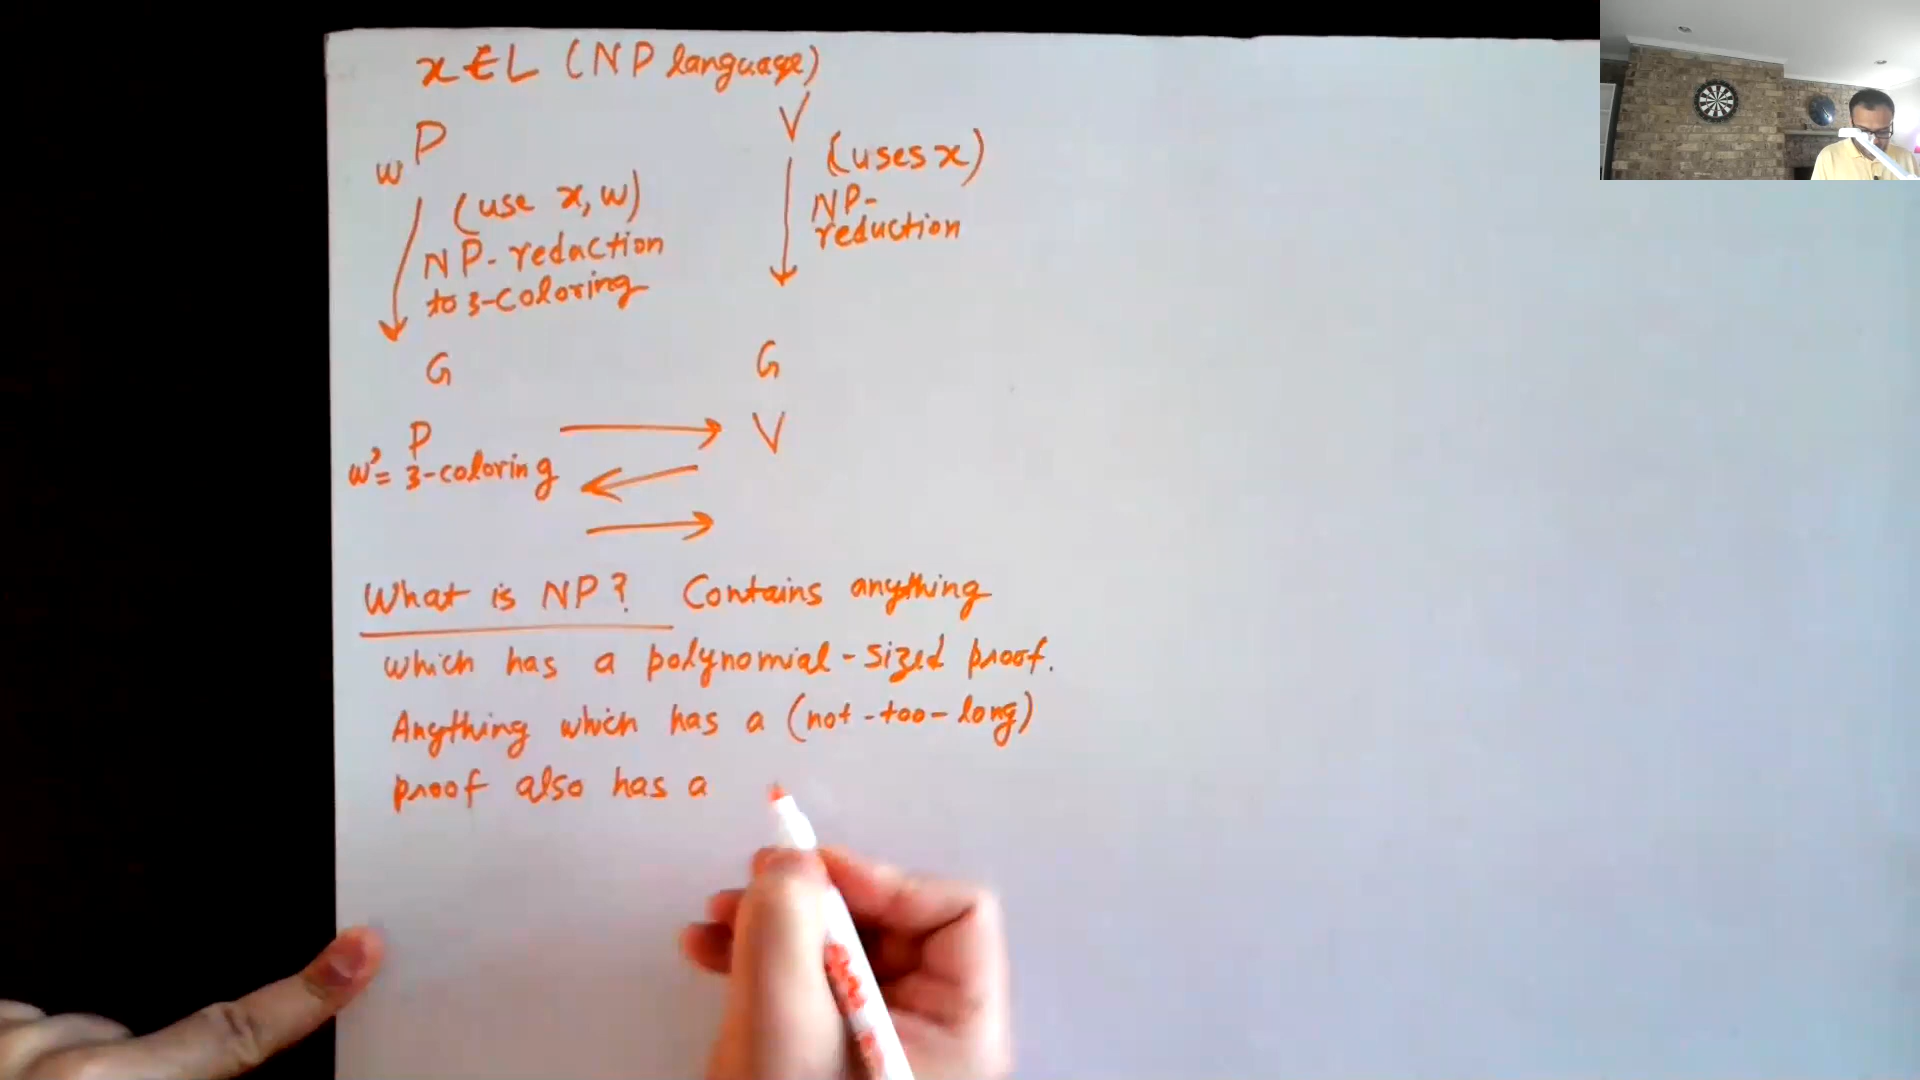 x ∈ L (NP language)
P
V
w
(uses x)
(use x, w)
NP-
reduction
NP-redaction
to 3-coloring
G
G
P
V
w'= 3-coloring
What is NP? Contains anything
which has a polynomial-sized proof.
Anything which has a (not-too-long)
proof also has a